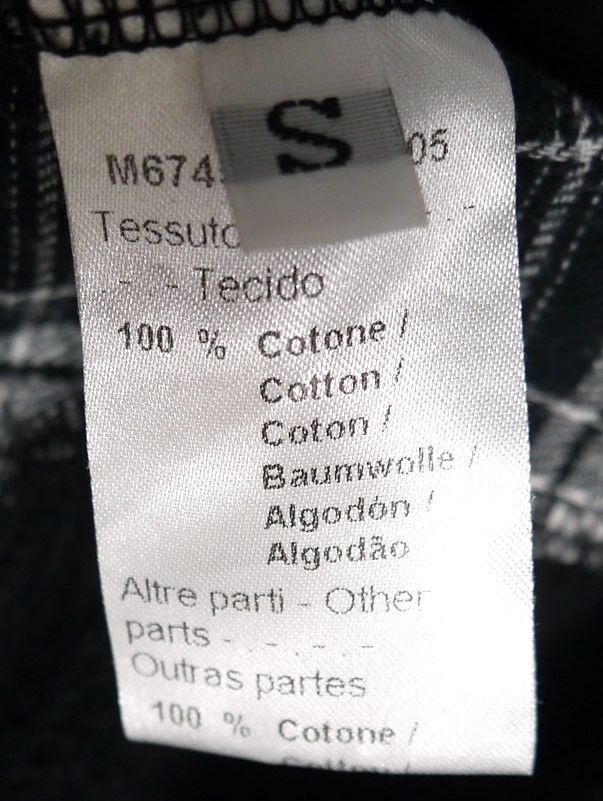 S
M674 05
Tessuto - . - . -
. - . - Tecido
100 % Cotone /
Cotton /
Coton /
Baumwolle /
Algodón /
Algodão
Altre parti - Other
parts - . - . - . -
Outras partes
100 % Cotone /
Cotton /